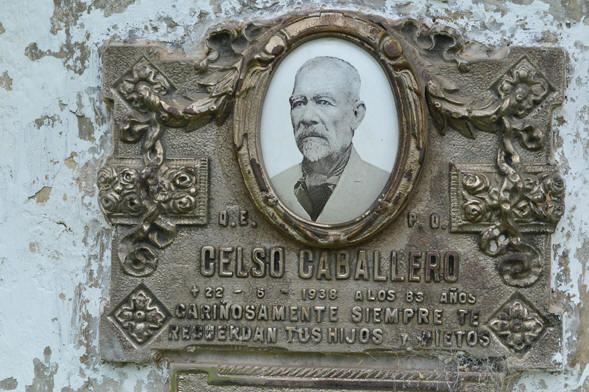 Q.E. P.D.
CELSO CABALLERO
+ 22 - 5 - 1938 A LOS 83 AÑOS
CARIÑOSAMENTE SIEMPRE TE
RECUERDAN TUS HIJOS Y NIETOS